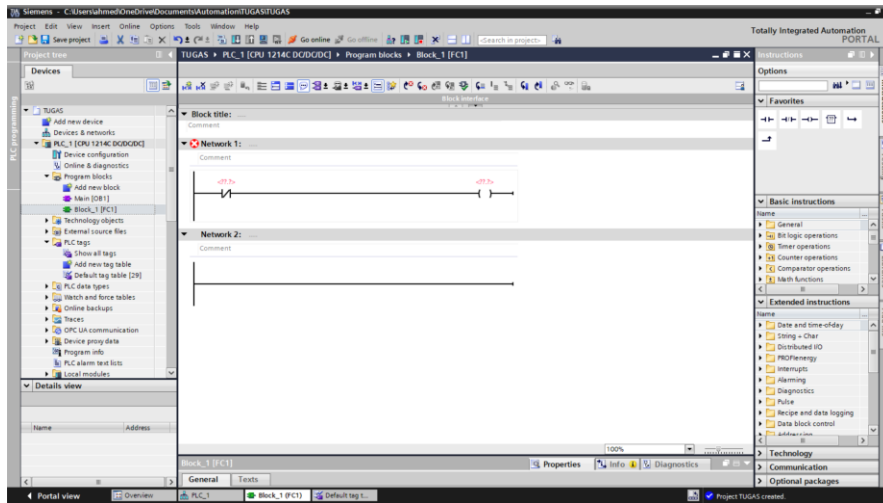 Siemens - C:\Users\ahmed\OneDrive\Documents\Automation\TUGAS\TUGAS
Project Edit View Insert Online Options Tools Window Help
Save project
Go online
Go offline
<Search in project>
Totally Integrated Automation
PORTAL
Project tree
Devices
PLC programming
TUGAS
Add new device
Devices & networks
PLC_1 [CPU 1214C DC/DC/DC]
Device configuration
Online & diagnostics
Program blocks
Add new block
Main [OB1]
Block_1 [FC1]
Technology objects
External source files
PLC tags
Show all tags
Add new tag table
Default tag table [29]
PLC data types
Watch and force tables
Online backups
Traces
OPC UA communication
Device proxy data
Program info
PLC alarm text lists
Local modules
Details view
Name Address
TUGAS PLC_1 [CPU 1214C DC/DC/DC] Program blocks Block_1 [FC1]
Block interface
Block title: ....
Comment
Network 1: ....
Comment
<??.?> <??.?>
Network 2: ....
Comment
100%
Block_1 [FC1]
Properties Info Diagnostics
General Texts
Instructions
Options
Favorites
Basic instructions
Name
General
Bit logic operations
Timer operations
Counter operations
Comparator operations
Math functions
Extended instructions
Name
Date and time-of-day
String + Char
Distributed I/O
PROFIenergy
Interrupts
Alarming
Diagnostics
Pulse
Recipe and data logging
Data block control
Addressing
Technology
Communication
Optional packages
Portal view Overview PLC_1 Block_1 (FC1) Default tag t...
Project TUGAS created.